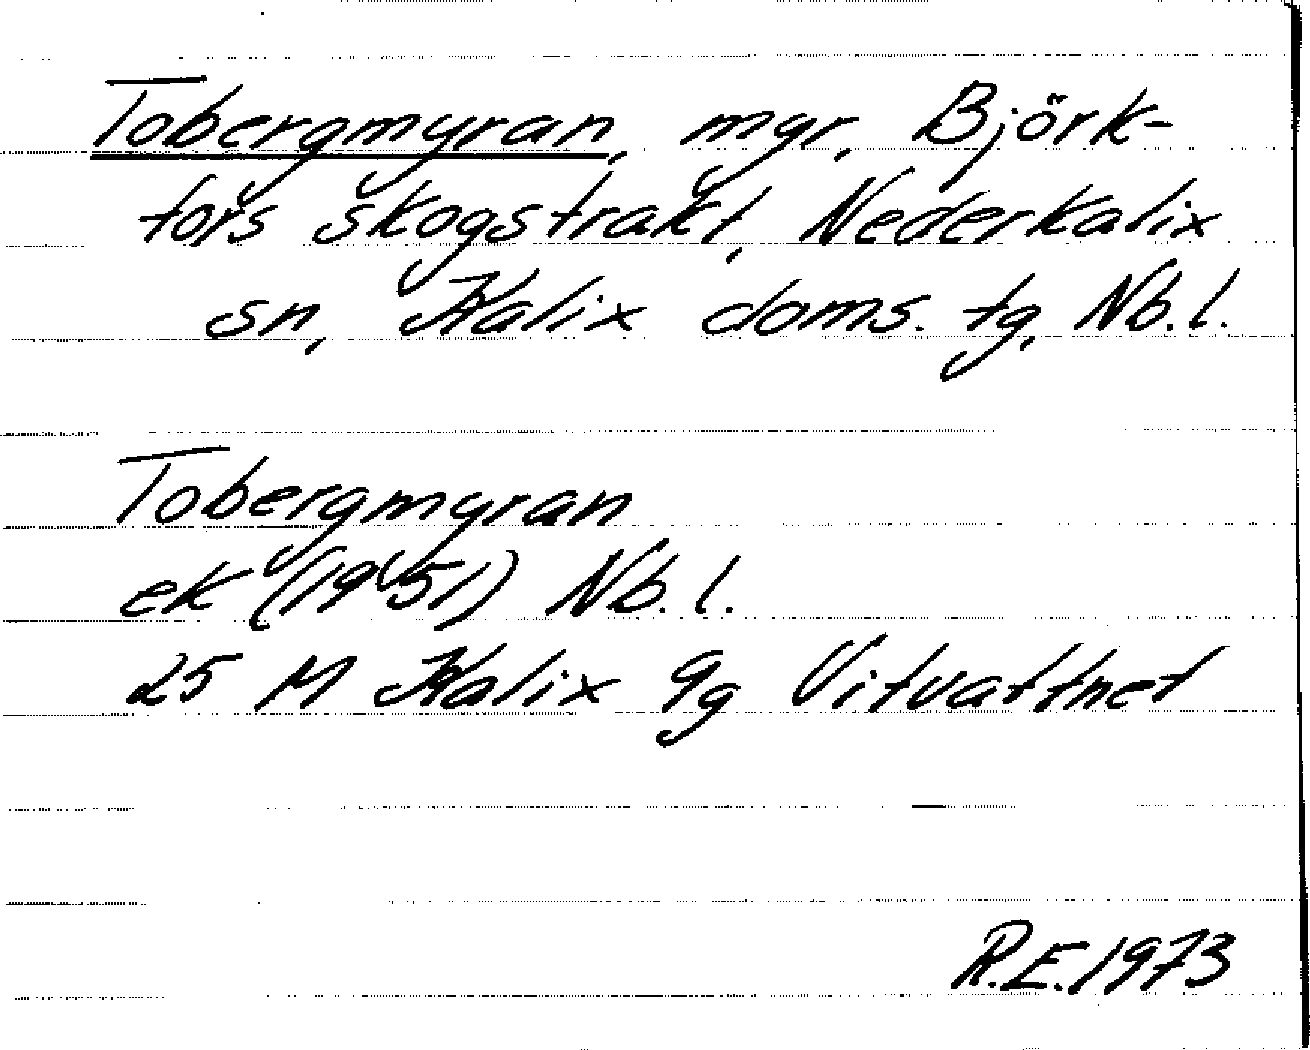 Tobergmyran, myr, Björk-
fors skogstrakt, Nederkalix
sn, Kalix doms. tg, Nb. l.
Tobergmyran
ek (1951) Nb. l.
25 M Kalix 9g Vitvattnet
R.E. 1973